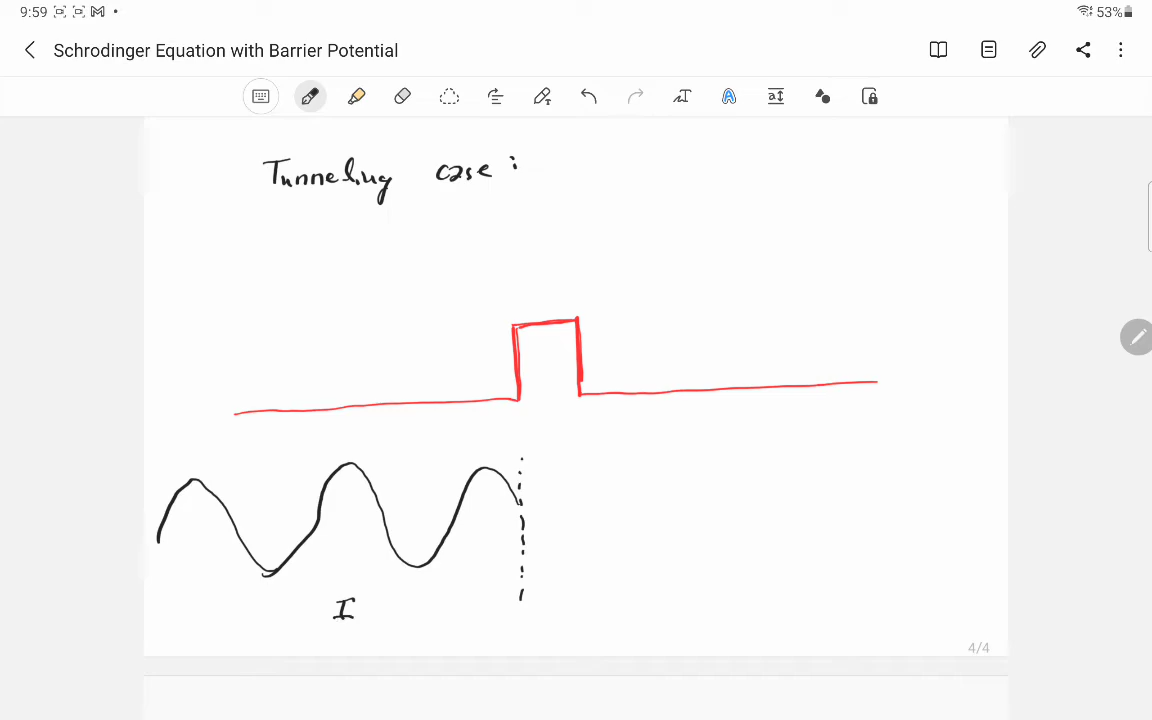 9:59
53%
Schrodinger Equation with Barrier Potential
Tunneling case :
I
4/4